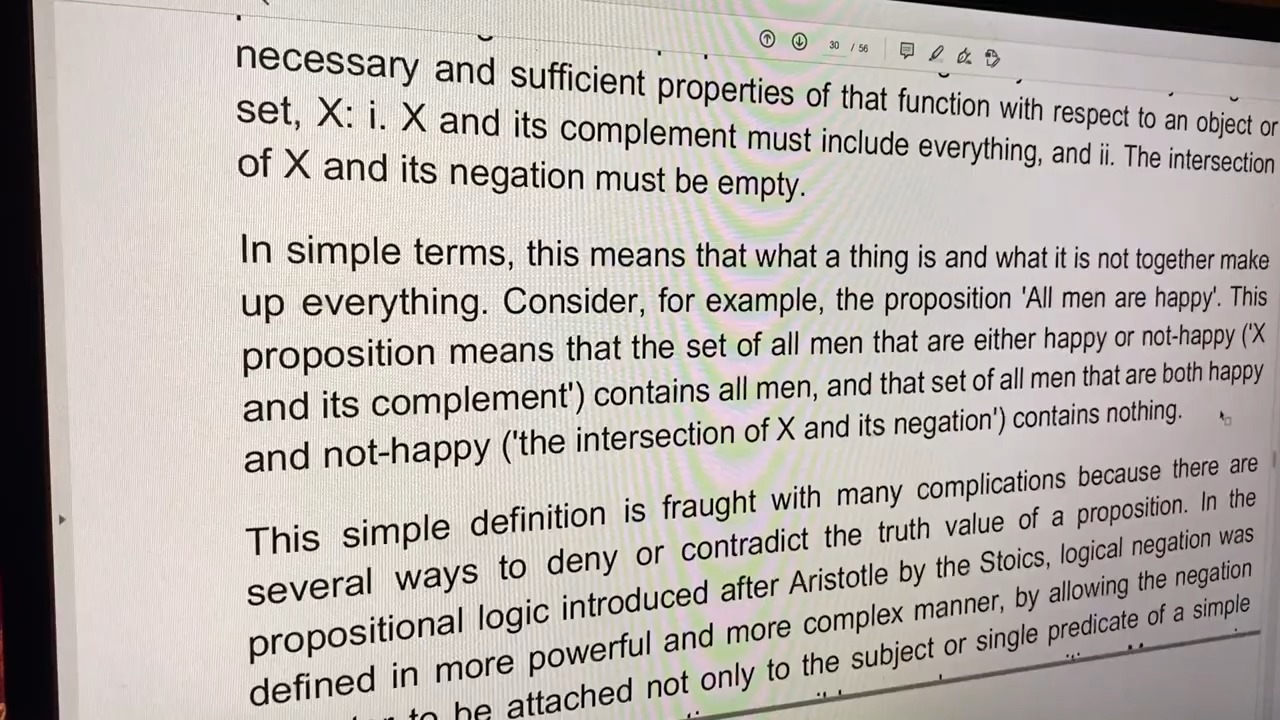 30 / 56
necessary and sufficient properties of that function with respect to an object or
set, X: i. X and its complement must include everything, and ii. The intersection
of X and its negation must be empty.
In simple terms, this means that what a thing is and what it is not together make
up everything. Consider, for example, the proposition 'All men are happy'. This
proposition means that the set of all men that are either happy or not-happy ('X
and its complement') contains all men, and that set of all men that are both happy
and not-happy ('the intersection of X and its negation') contains nothing.
This simple definition is fraught with many complications because there are
several ways to deny or contradict the truth value of a proposition. In the
propositional logic introduced after Aristotle by the Stoics, logical negation was
defined in more powerful and more complex manner, by allowing the negation
to be attached not only to the subject or single predicate of a simple